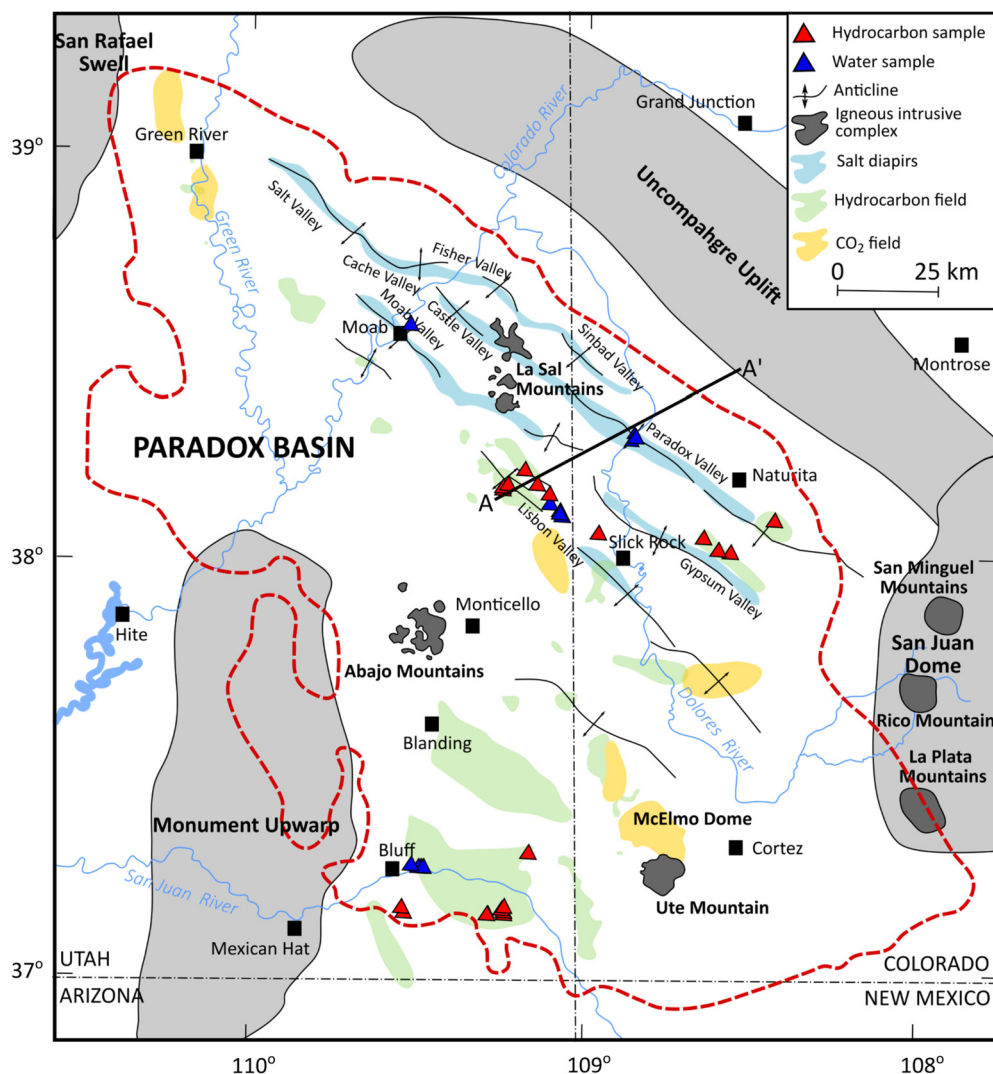 San Rafael
Swell
Hydrocarbon sample
Water sample
Anticline
Igneous intrusive
complex
Salt diapirs
Hydrocarbon field
CO₂ field
0 25 km
Grand Junction
Colorado River
39°
Green River
Green River
Uncompahgre Uplift
Salt Valley
Fisher Valley
Cache Valley
Castle Valley
Moab Valley
Moab
Sinbad Valley
La Sal
Mountains
Montrose
A'
PARADOX BASIN
Paradox Valley
Naturita
A
Lisbon Valley
38°
Slick Rock
Gypsum Valley
San Minguel
Mountains
Hite
Monticello
San Juan
Dome
Abajo Mountains
Dolores River
Rico Mountain
Blanding
La Plata
Mountains
Monument Upwarp
McElmo Dome
Bluff
Cortez
San Juan River
Ute Mountain
Mexican Hat
37°
UTAH
COLORADO
ARIZONA
NEW MEXICO
110°
109°
108°